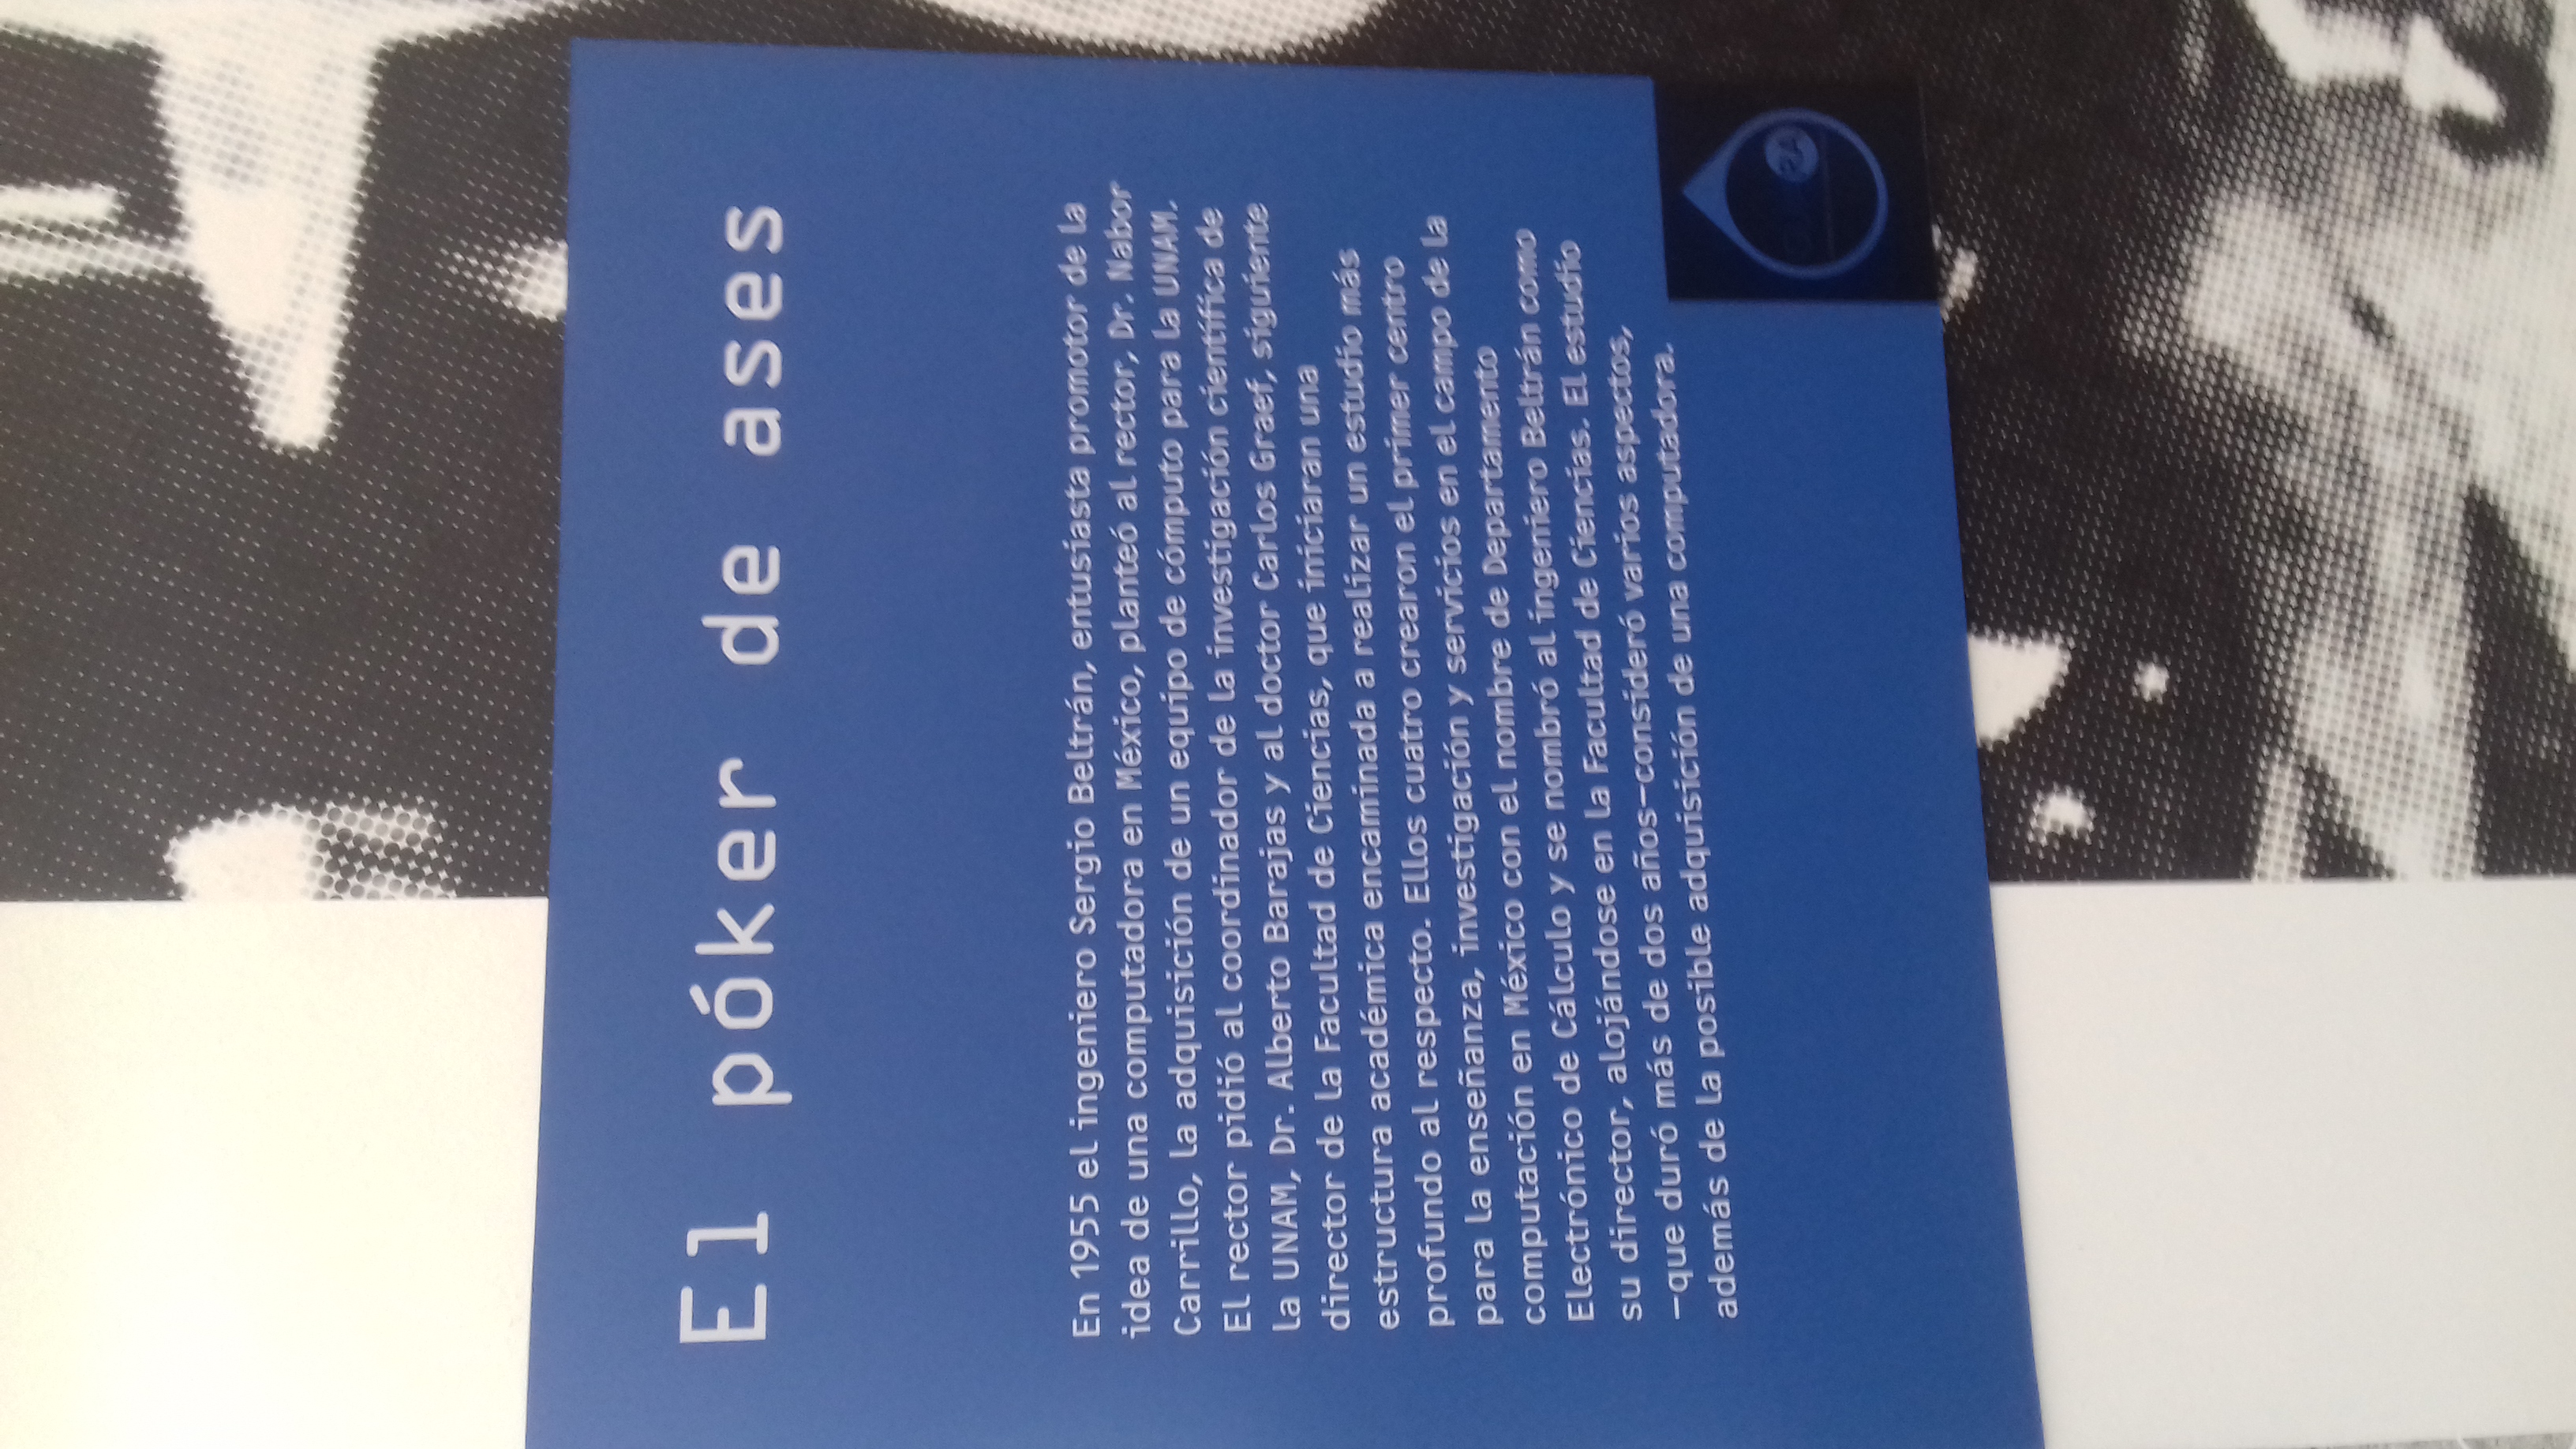 El póker de ases
En 1955 el ingeniero Sergio Beltrán, entusiasta promotor de la
idea de una computadora en México, planteó al rector, Dr. Nabor
Carrillo, la adquisición de un equipo de cómputo para la UNAM.
El rector pidió al coordinador de la investigación científica de
la UNAM, Dr. Alberto Barajas y al doctor Carlos Graef, siguiente
director de la Facultad de Ciencias, que iniciaran una
estructura académica encaminada a realizar un estudio más
profundo al respecto. Ellos cuatro crearon el primer centro
para la enseñanza, investigación y servicios en el campo de la
computación en México con el nombre de Departamento
Electrónico de Cálculo y se nombró al ingeniero Beltrán como
su director, alojándose en la Facultad de Ciencias. El estudio
—que duró más de dos años—consideró varios aspectos,
además de la posible adquisición de una computadora.
RA